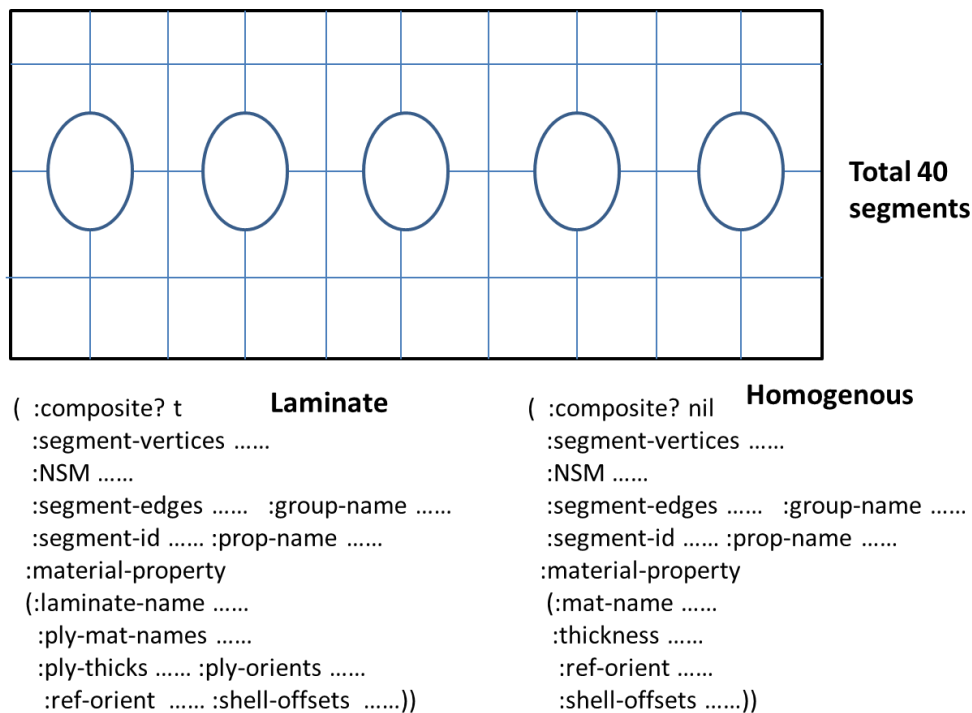 Total 40
segments
Laminate
( :composite? t
:segment-vertices ......
:NSM ......
:segment-edges ...... :group-name ......
:segment-id ...... :prop-name ......
:material-property
(:laminate-name ......
:ply-mat-names ......
:ply-thicks ...... :ply-orients ......
:ref-orient ...... :shell-offsets ......))
Homogenous
( :composite? nil
:segment-vertices ......
:NSM ......
:segment-edges ...... :group-name ......
:segment-id ...... :prop-name ......
:material-property
(:mat-name ......
:thickness ......
:ref-orient ......
:shell-offsets ......))